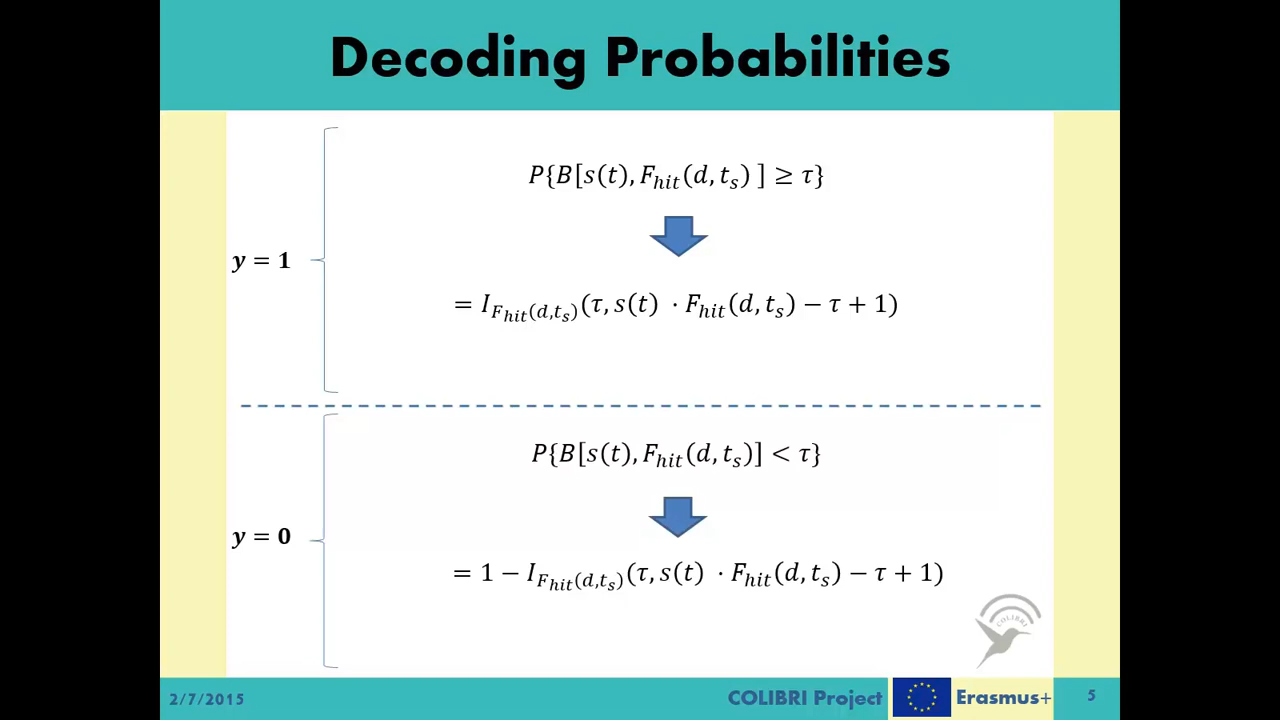 Decoding Probabilities
P{B[s(t), F_hit(d, t_s) ] ≥ τ}
y = 1
= I_{F_hit(d,t_s)}(τ, s(t) · F_hit(d, t_s) − τ + 1)
P{B[s(t), F_hit(d, t_s)] < τ}
y = 0
= 1 − I_{F_hit(d,t_s)}(τ, s(t) · F_hit(d, t_s) − τ + 1)
COLIBRI
2/7/2015
COLIBRI Project
Erasmus+
5